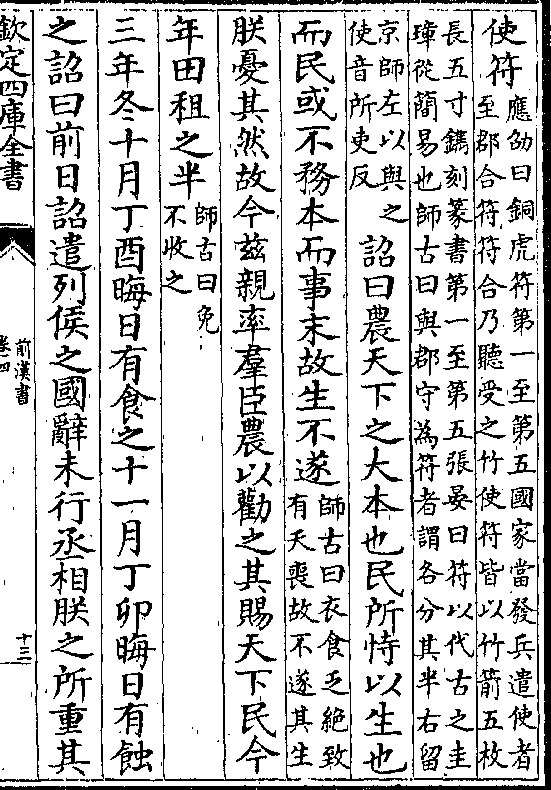 使符應劭曰銅虎符第一至第五國家當發兵遣使者至郡合符符合乃聽受之竹使符皆以竹箭五枚
長五寸鐫刻篆書第一至第五張晏曰符以代古之圭璋從簡易也師古曰與郡守為符者謂各分其半右留
京師左以與之使音所吏反詔曰農天下之大本也民所恃以生也
而民或不務本而事末故生不遂師古曰衣食乏絕致有夭喪故不遂其生
朕憂其然故今茲親率羣臣農以勸之其賜天下民今
年田租之半師古曰免不收之
三年冬十月丁酉晦日有食之十一月丁卯晦日有蝕
之詔曰前日詔遣列侯之國辭未行丞相朕之所重其
欽定四庫全書
前漢書
卷四
十三